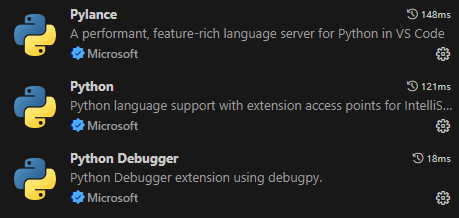 Pylance 148ms
A performant, feature-rich language server for Python in VS Code
Microsoft
Python 121ms
Python language support with extension access points for IntelliS...
Microsoft
Python Debugger 18ms
Python Debugger extension using debugpy.
Microsoft